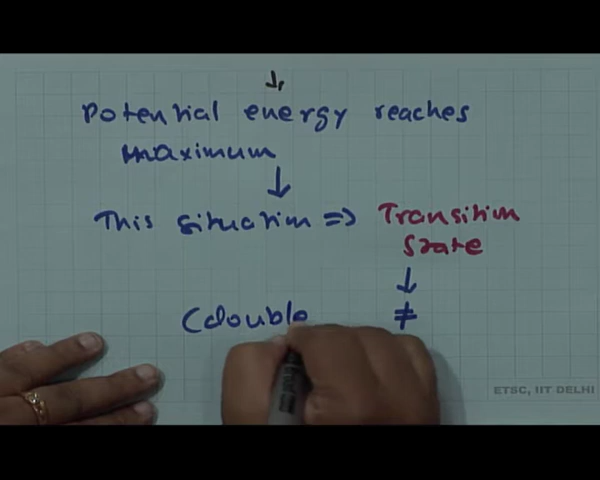 Potential energy reaches
maximum
This situation => Transition
State
(double ≠
ETSC, IIT DELHI